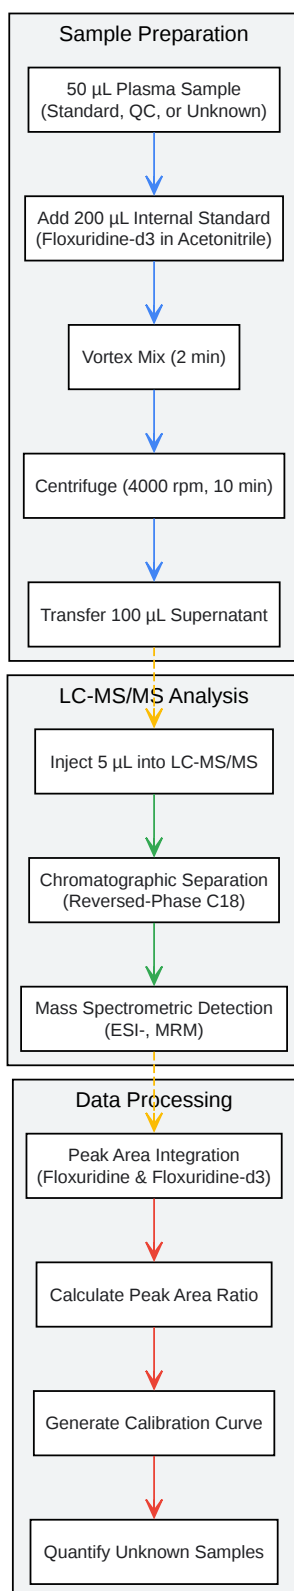 Sample Preparation
50 µL Plasma Sample
(Standard, QC, or Unknown)
Add 200 µL Internal Standard
(Floxuridine-d3 in Acetonitrile)
Vortex Mix (2 min)
Centrifuge (4000 rpm, 10 min)
Transfer 100 µL Supernatant
LC-MS/MS Analysis
Inject 5 µL into LC-MS/MS
Chromatographic Separation
(Reversed-Phase C18)
Mass Spectrometric Detection
(ESI-, MRM)
Data Processing
Peak Area Integration
(Floxuridine & Floxuridine-d3)
Calculate Peak Area Ratio
Generate Calibration Curve
Quantify Unknown Samples